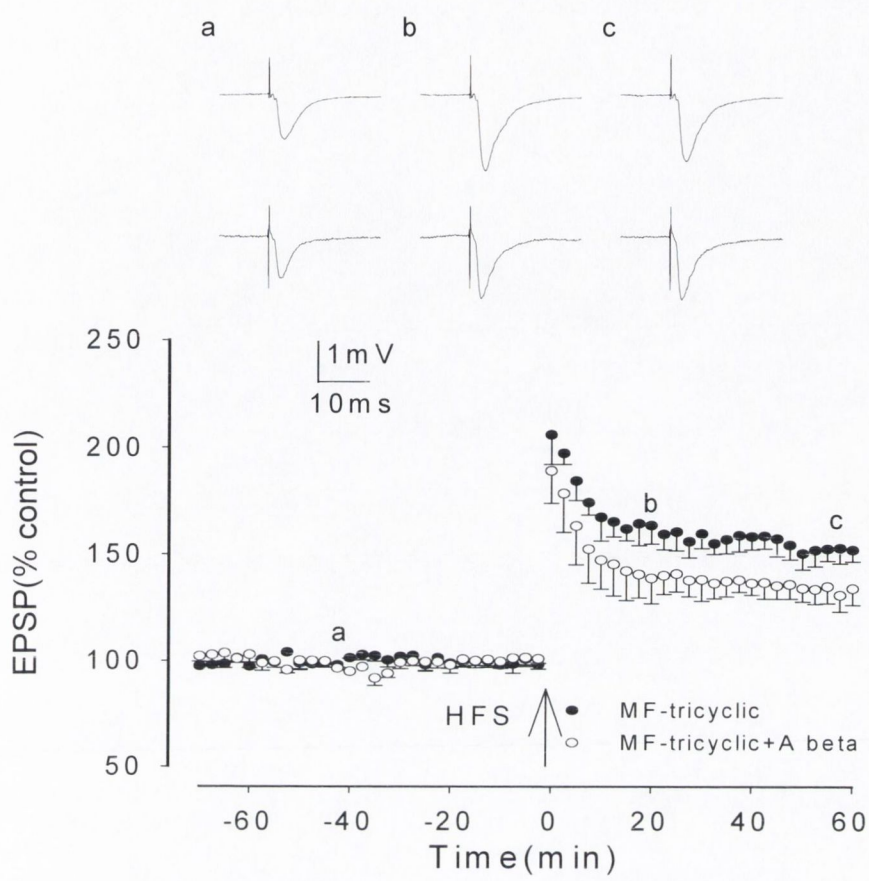 a b c
250
1mV
10ms
200
b
c
150
EPSP(% control)
a
100
HFS
MF-tricyclic
MF-tricyclic+A beta
50
-60 -40 -20 0 20 40 60
Time(min)